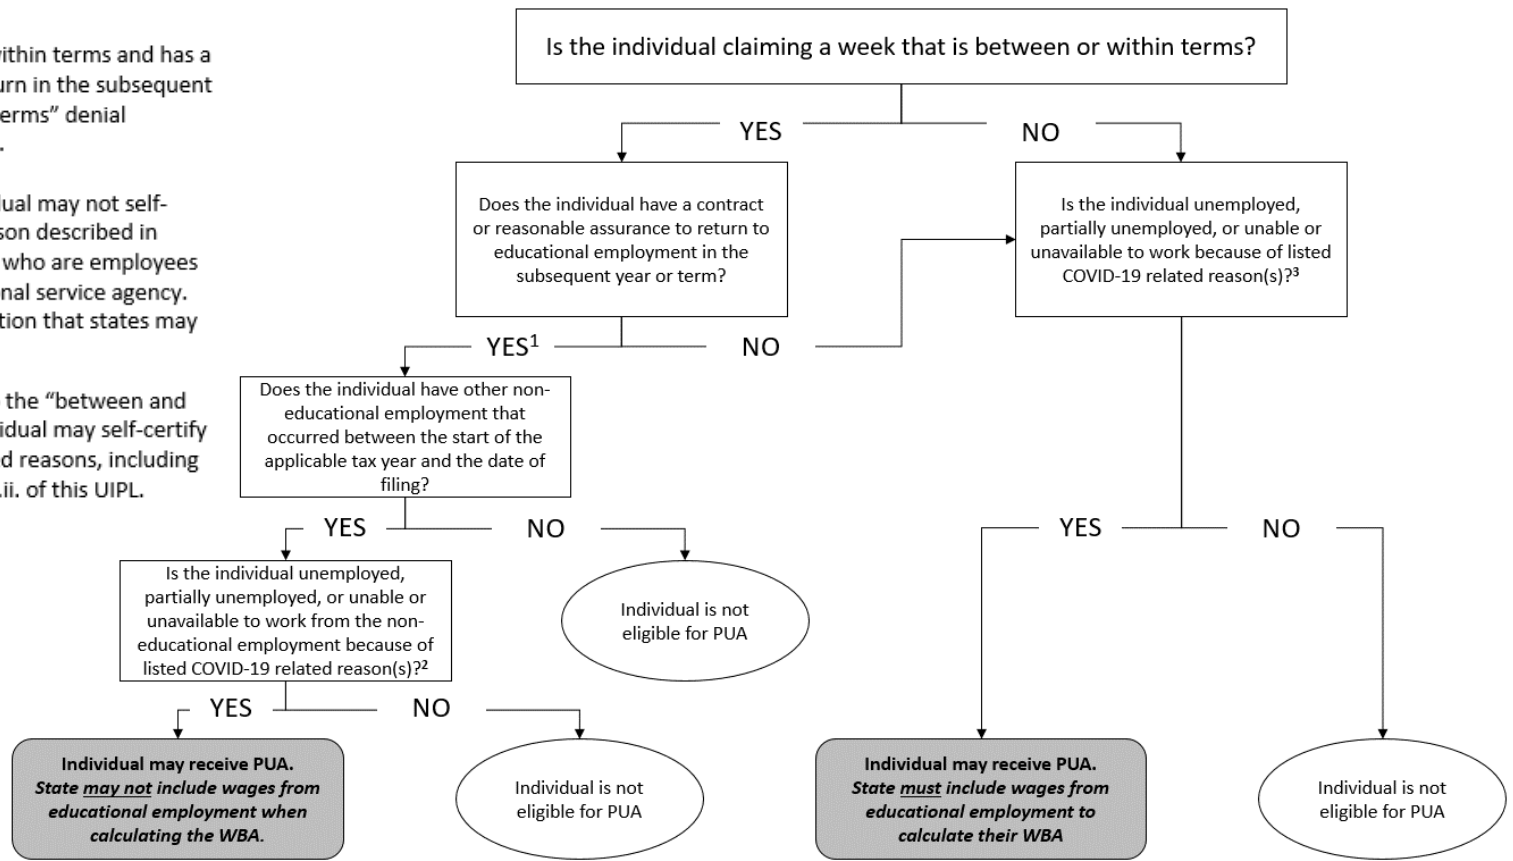 within terms and has a
urn in the subsequent
erms” denial
.
ual may not self-
son described in
who are employees
nal service agency.
tion that states may
the “between and
vidual may self-certify
d reasons, including
.ii. of this UIPL.
Is the individual claiming a week that is between or within terms?
YES
NO
Does the individual have a contract
or reasonable assurance to return to
educational employment in the
subsequent year or term?
Is the individual unemployed,
partially unemployed, or unable or
unavailable to work because of listed
COVID-19 related reason(s)?³
YES¹
NO
Does the individual have other non-
educational employment that
occurred between the start of the
applicable tax year and the date of
filing?
YES
NO
YES
NO
Is the individual unemployed,
partially unemployed, or unable or
unavailable to work from the non-
educational employment because of
listed COVID-19 related reason(s)?²
Individual is not
eligible for PUA
YES
NO
Individual may receive PUA.
State may not include wages from
educational employment when
calculating the WBA.
Individual is not
eligible for PUA
Individual may receive PUA.
State must include wages from
educational employment to
calculate their WBA
Individual is not
eligible for PUA